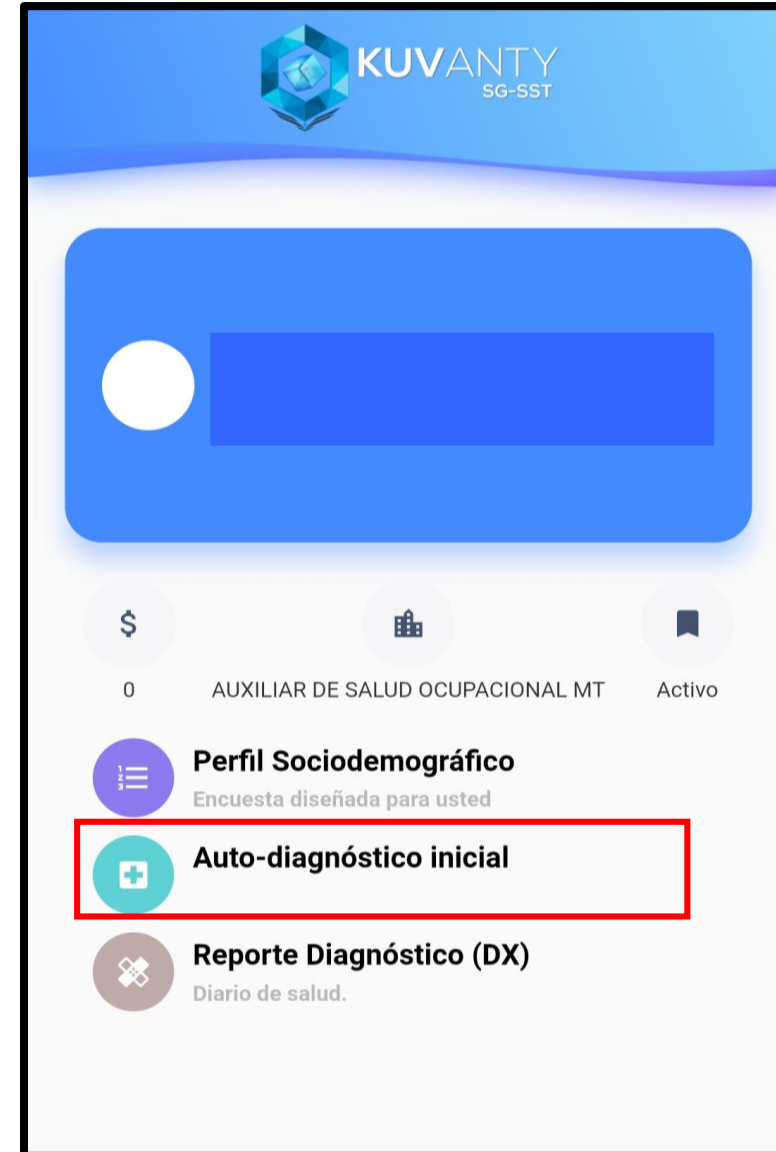 KUVANTY
SG-SST
$
0
AUXILIAR DE SALUD OCUPACIONAL MT
Activo
Perfil Sociodemográfico
Encuesta diseñada para usted
Auto-diagnóstico inicial
Reporte Diagnóstico (DX)
Diario de salud.